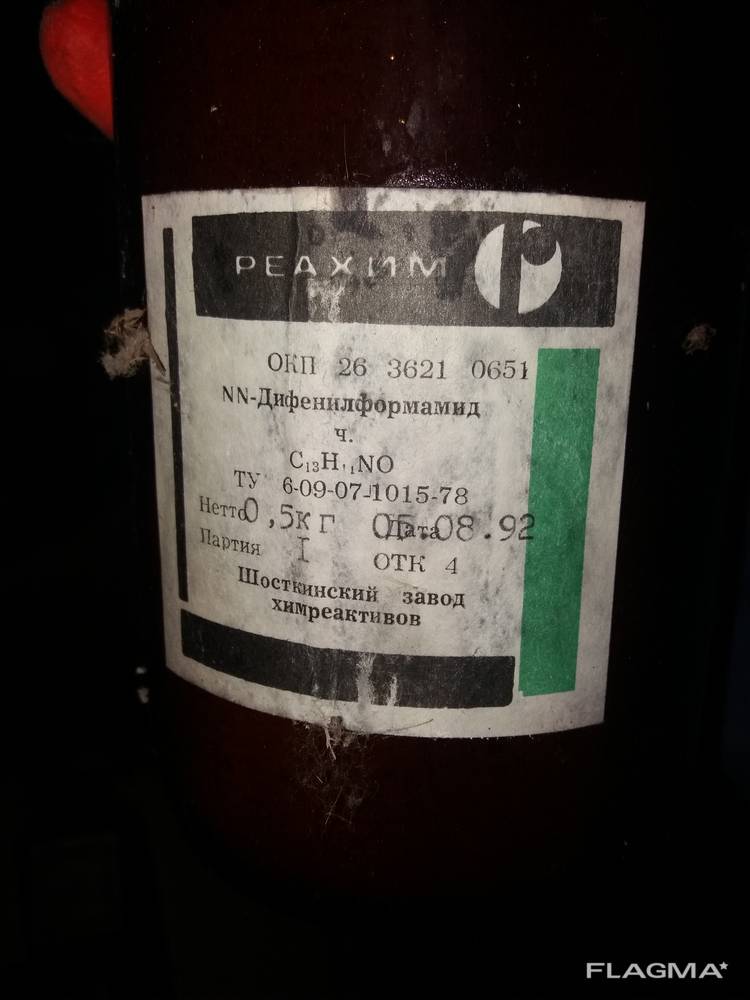 РЕАХИМ
ОКП 26 3621 0651
NN-Дифенилформамид
ч.
C₁₃H₁₁NO
ТУ 6-09-07-1015-78
Нетто 0,5кг Дата 05.08.92
Партия I ОТК 4
Шосткинский завод
химреактивов
FLAGMA